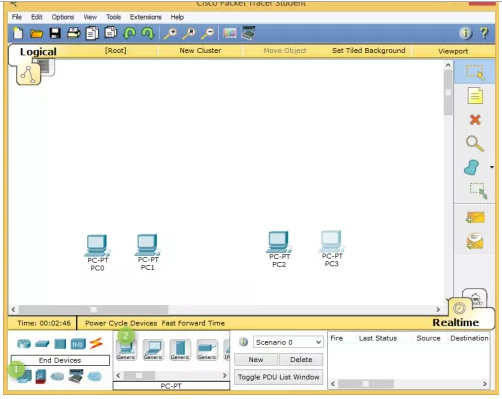 Cisco Packet Tracer Student
File Edit Options View Tools Extensions Help
Logical [Root] New Cluster Move Object Set Tiled Background Viewport
PC-PT PC-PT PC-PT PC-PT
PC0 PC1 PC2 PC3
Time: 00:02:46 Power Cycle Devices Fast Forward Time Realtime
2
Scenario 0
Fire Last Status Source Destination
Generic Generic Generic Generic IP
End Devices
New Delete
1
Toggle PDU List Window
PC-PT